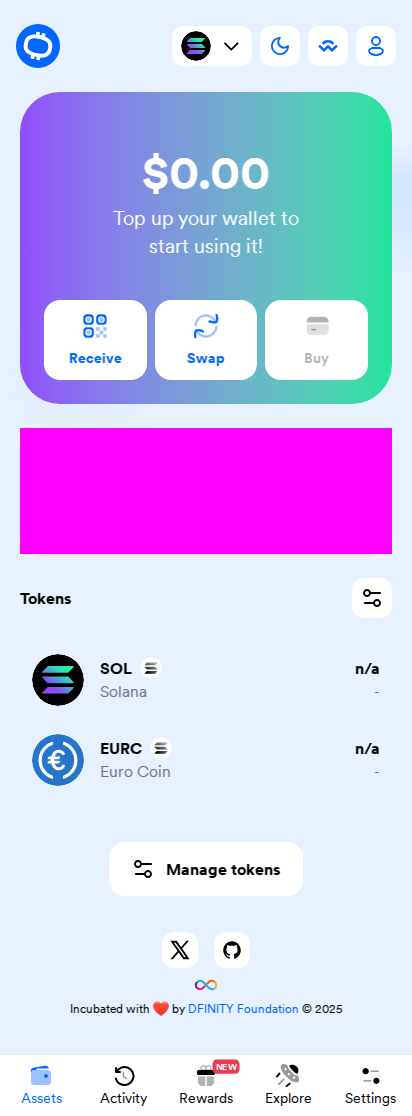 $0.00
Top up your wallet to
start using it!
Receive
Swap
Buy
Tokens
SOL
n/a
Solana
-
EURC
n/a
Euro Coin
-
Manage tokens
Incubated with ❤️ by DFINITY Foundation © 2025
NEW
Assets
Activity
Rewards
Explore
Settings